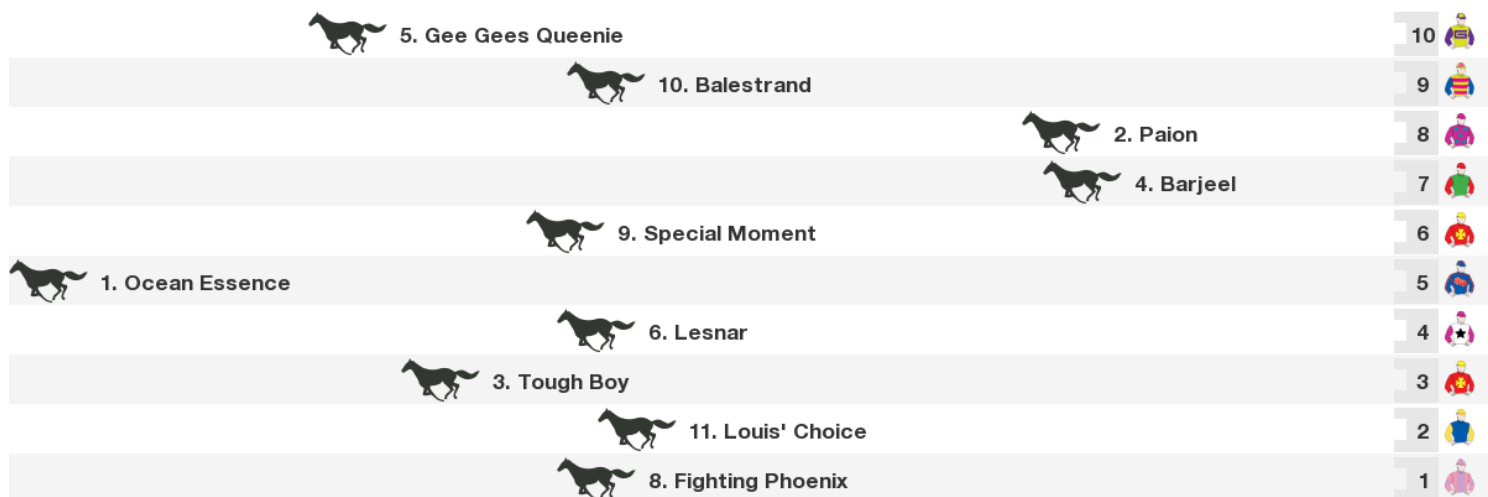 5. Gee Gees Queenie 10
10. Balestrand 9
2. Paion 8
4. Barjeel 7
9. Special Moment 6
1. Ocean Essence 5
6. Lesnar 4
3. Tough Boy 3
11. Louis' Choice 2
8. Fighting Phoenix 1